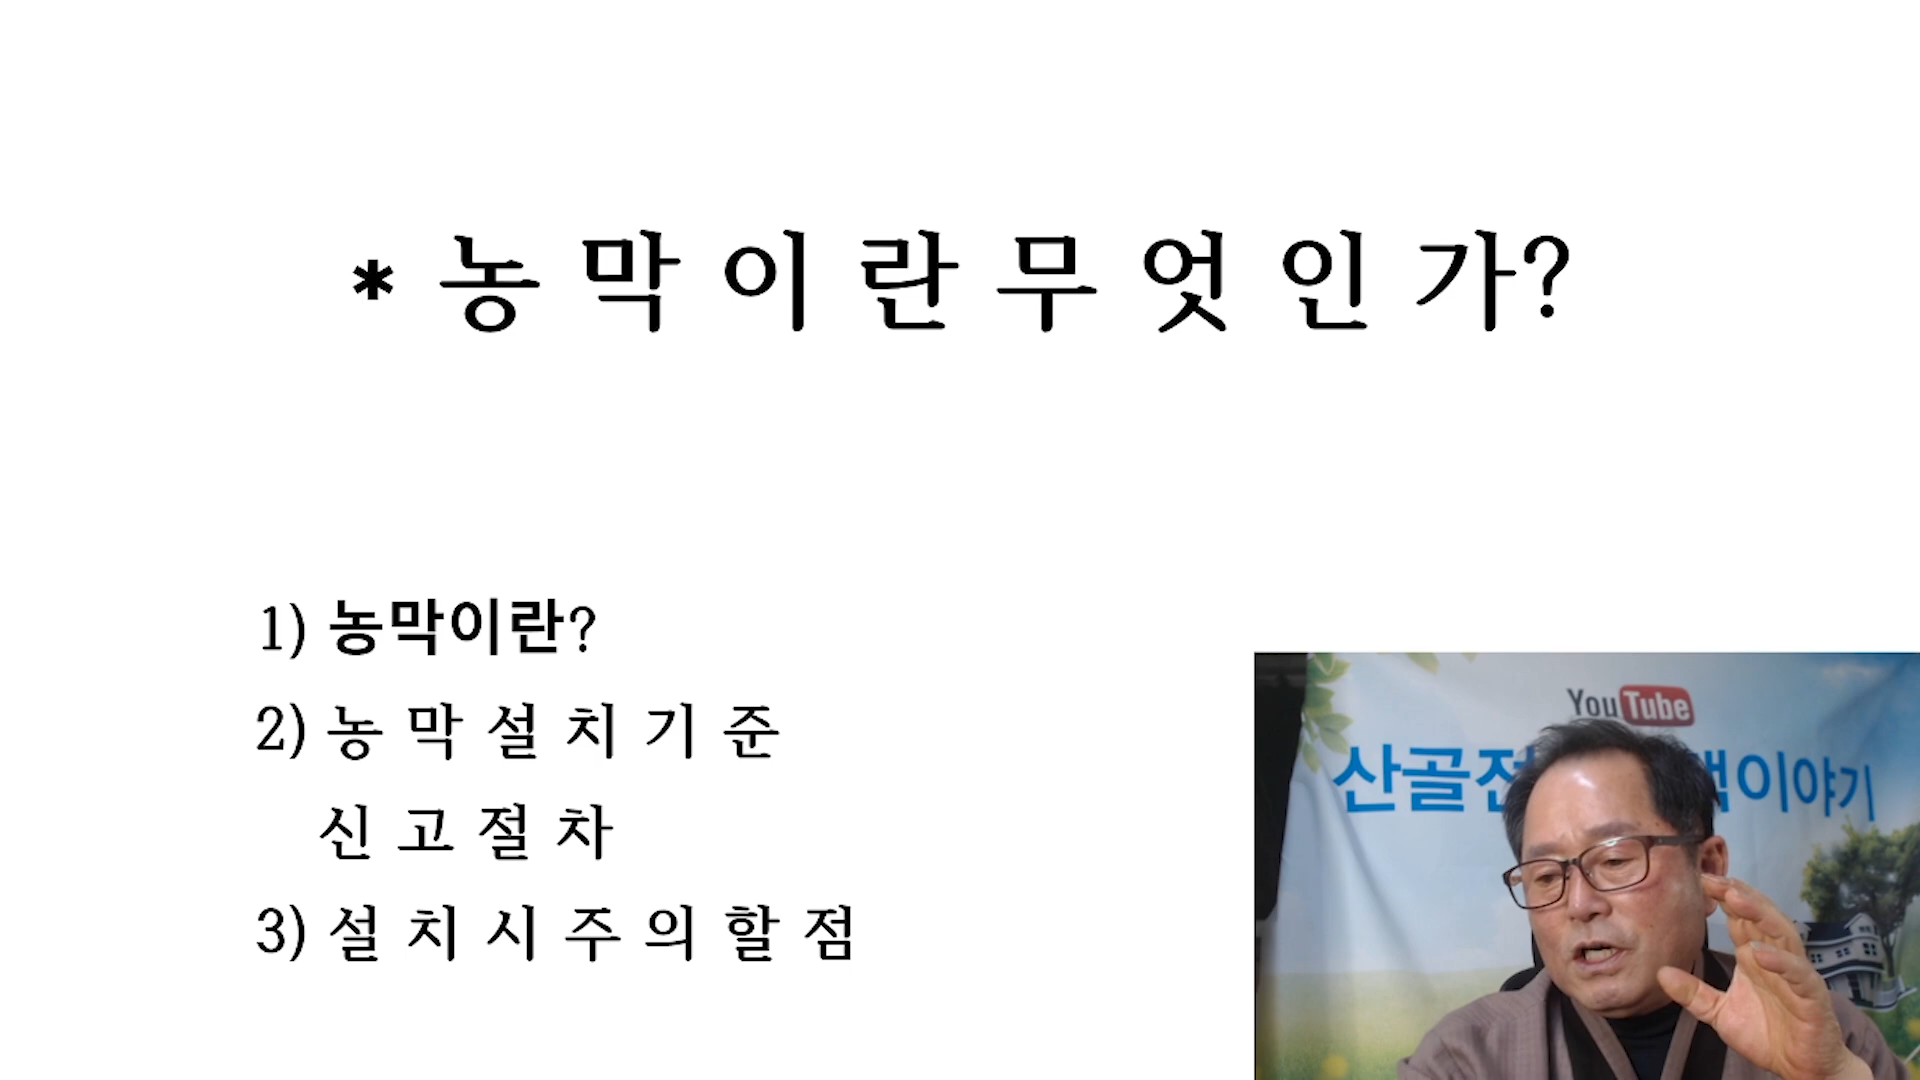 * 농 막 이 란 무 엇 인 가?
1) 농막이란?
2) 농 막 설 치 기 준
신 고 절 차
3) 설 치 시 주 의 할 점
YouTube
산골전 이야기